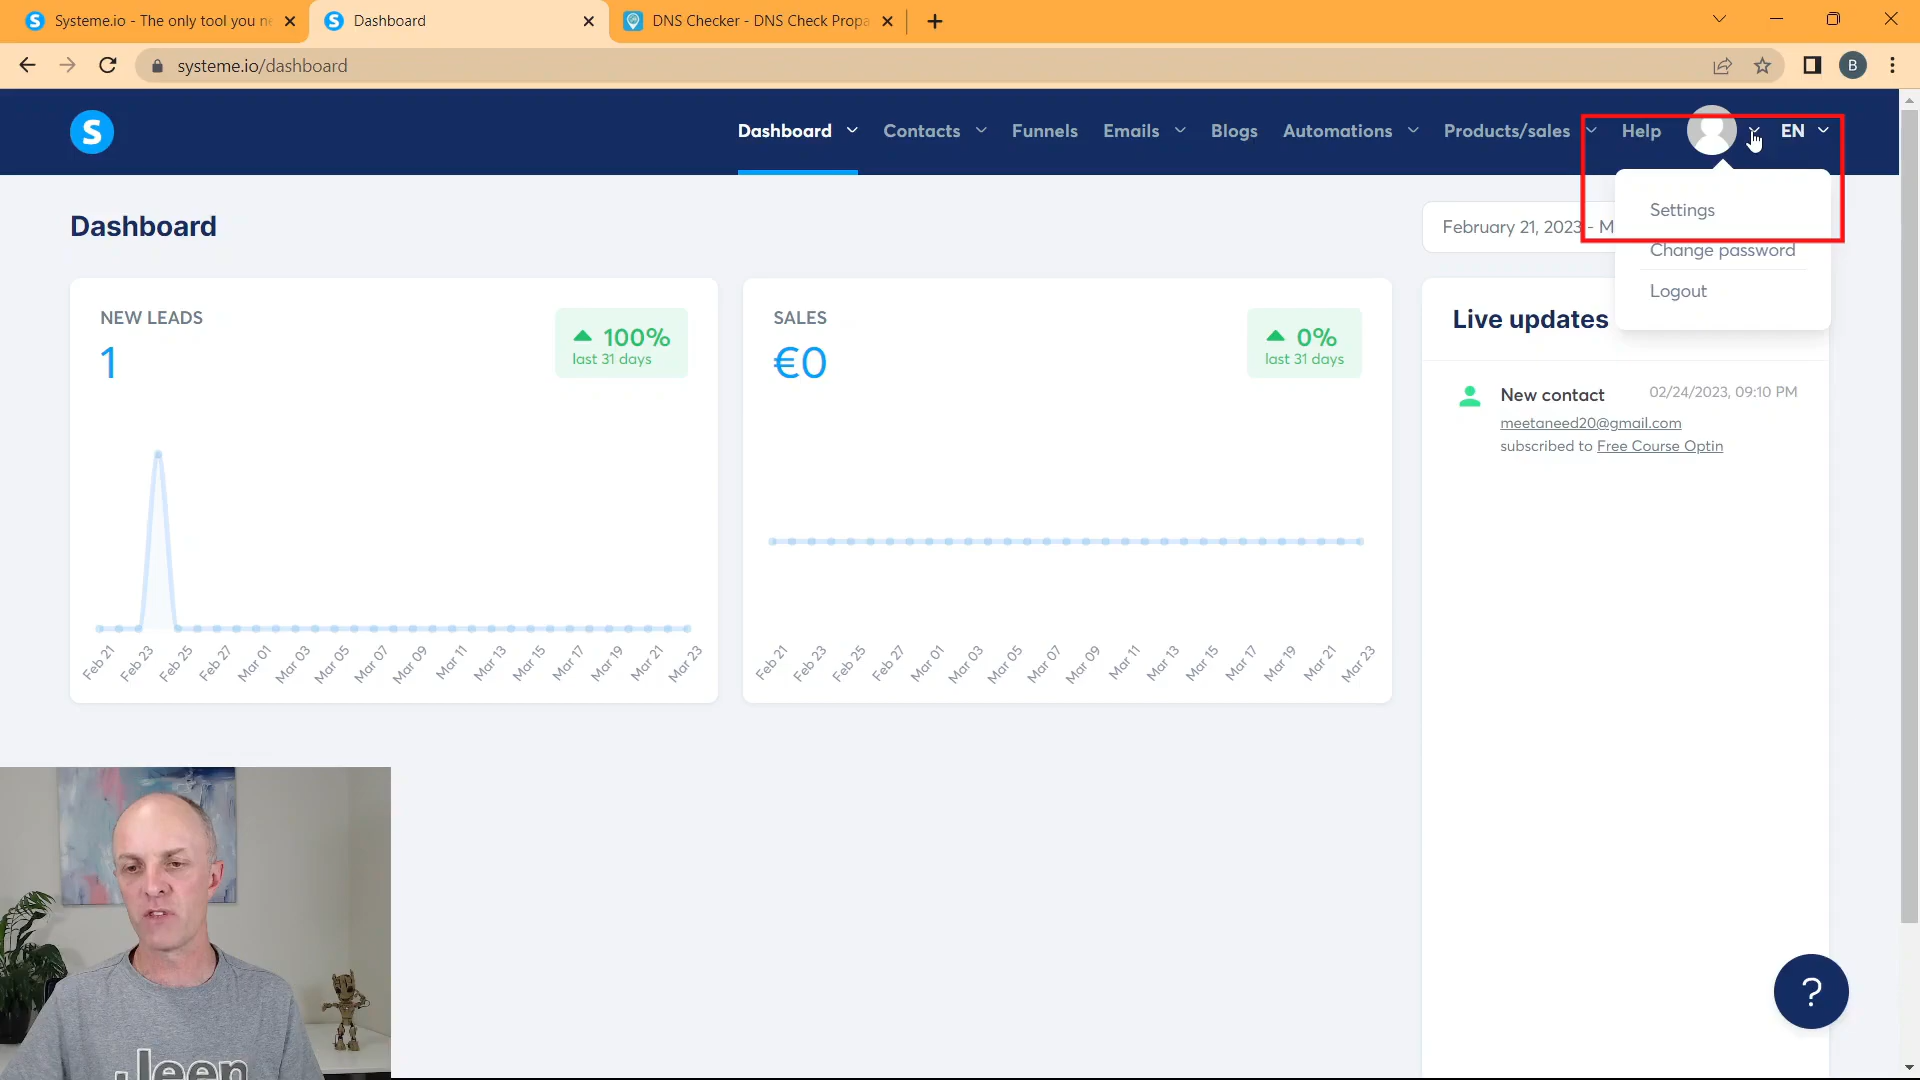 Systeme.io - The only tool you ne
Dashboard
DNS Checker - DNS Check Propa
systeme.io/dashboard
B
S
Dashboard
Contacts
Funnels
Emails
Blogs
Automations
Products/sales
Help
EN
Settings
Change password
Logout
Dashboard
February 21, 2023 - M
NEW LEADS
1
100%
last 31 days
Feb 21
Feb 23
Feb 25
Feb 27
Mar 01
Mar 03
Mar 05
Mar 07
Mar 09
Mar 11
Mar 13
Mar 15
Mar 17
Mar 19
Mar 21
Mar 23
SALES
€0
0%
last 31 days
Feb 21
Feb 23
Feb 25
Feb 27
Mar 01
Mar 03
Mar 05
Mar 07
Mar 09
Mar 11
Mar 13
Mar 15
Mar 17
Mar 19
Mar 21
Mar 23
Live updates
New contact
02/24/2023, 09:10 PM
meetaneed20@gmail.com
subscribed to Free Course Optin
?